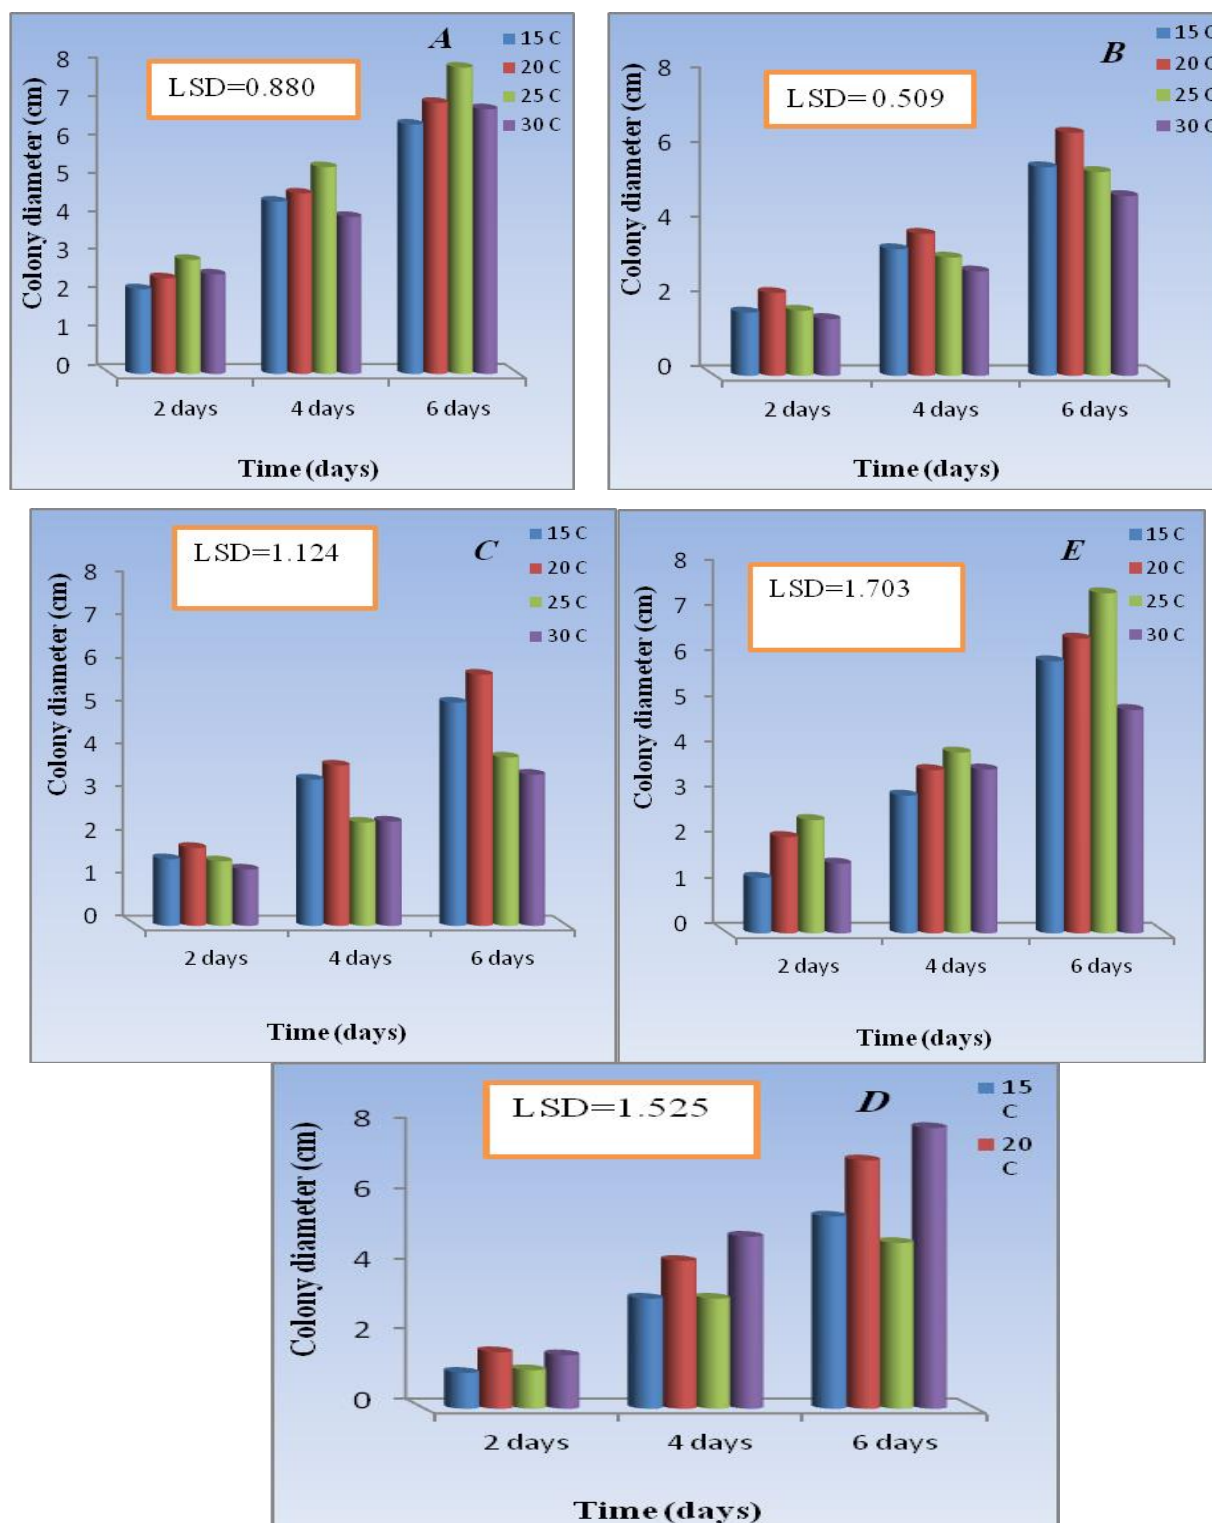 A
LSD=0.880
15 C
20 C
25 C
30 C
Colony diameter (cm)
8
7
6
5
4
3
2
1
0
2 days
4 days
6 days
Time (days)
B
LSD= 0.509
15 C
20 C
25 C
30 C
Colony diameter (cm)
8
6
4
2
0
2 days
4 days
6 days
Time (days)
C
LSD=1.124
15 C
20 C
25 C
30 C
Colony diameter (cm)
8
7
6
5
4
3
2
1
0
2 days
4 days
6 days
Time (days)
E
LSD=1.703
15 C
20 C
25 C
30 C
Colony diameter (cm)
8
7
6
5
4
3
2
1
0
2 days
4 days
6 days
Time (days)
D
LSD=1.525
15
C
20
C
Colony diameter (cm)
8
6
4
2
0
2 days
4 days
6 days
Time (days)